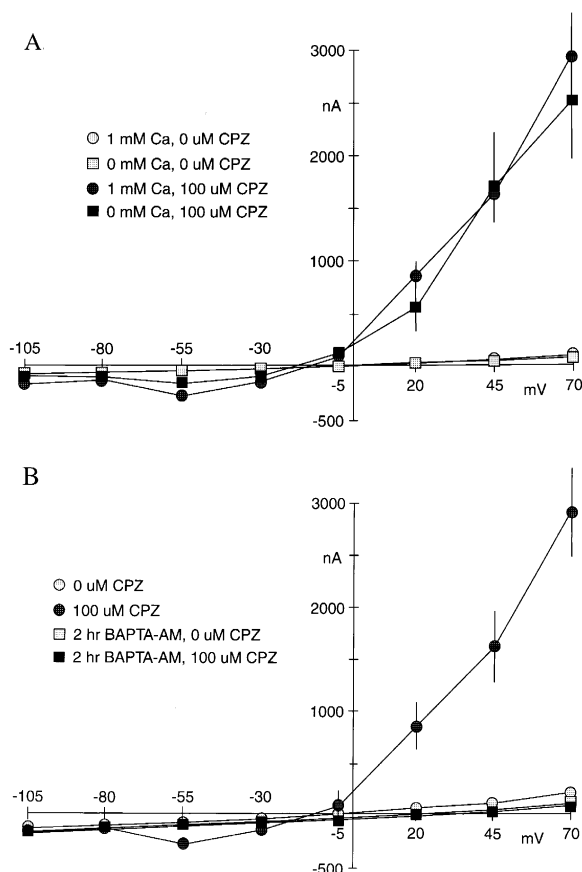 A
3000
nA
1 mM Ca, 0 uM CPZ
0 mM Ca, 0 uM CPZ
1 mM Ca, 100 uM CPZ
0 mM Ca, 100 uM CPZ
2000
1000
-105 -80 -55 -30
-5 20 45 mV 70
-500
B
3000
nA
0 uM CPZ
100 uM CPZ
2 hr BAPTA-AM, 0 uM CPZ
2 hr BAPTA-AM, 100 uM CPZ
2000
1000
-105 -80 -55 -30
-5 20 45 mV 70
-500